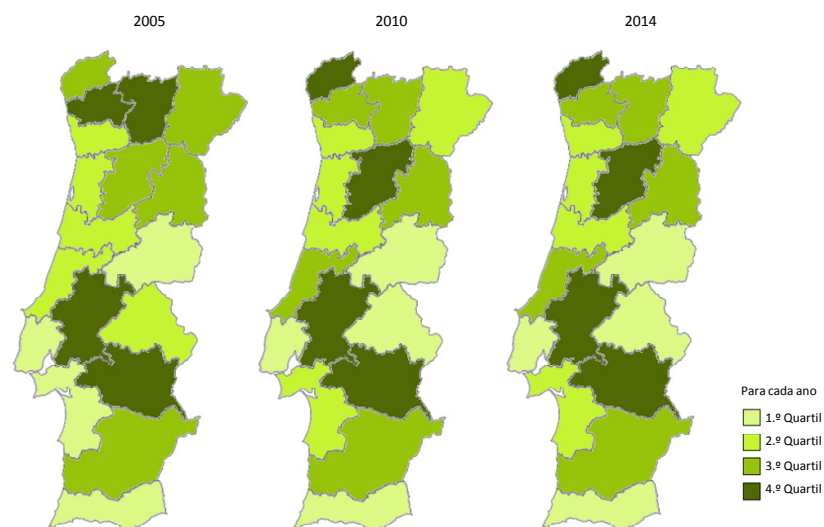 2005
2010
2014
Para cada ano
1.º Quartil
2.º Quartil
3.º Quartil
4.º Quartil